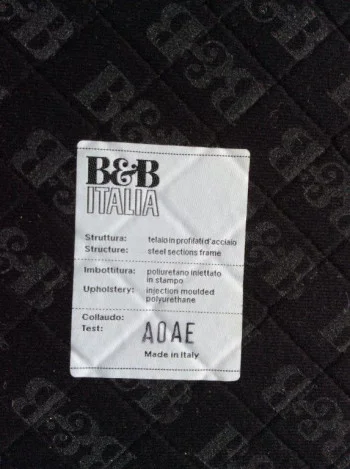 B&B
ITALIA
Struttura: telaio in profilati d'acciaio
Structure: steel sections frame
Imbottitura: poliuretano iniettato
in stampo
Upholstery: injection moulded
polyurethane
Collaudo:
Test: AOAE
Made in Italy